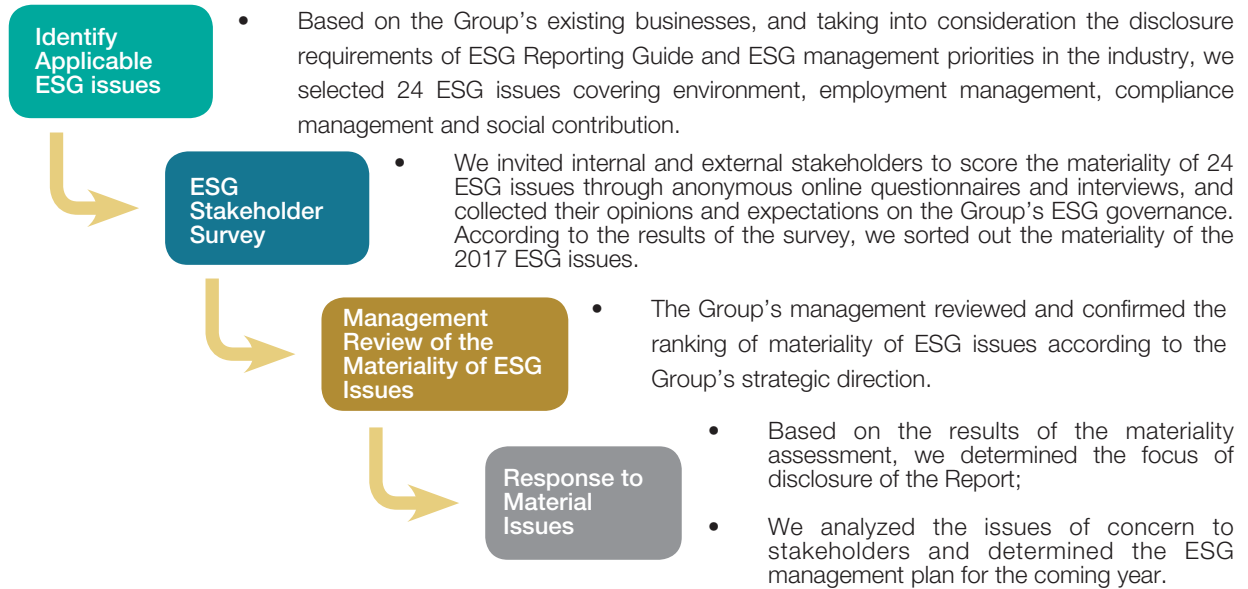 Identify
Applicable
ESG issues
• Based on the Group’s existing businesses, and taking into consideration the disclosure
requirements of ESG Reporting Guide and ESG management priorities in the industry, we
selected 24 ESG issues covering environment, employment management, compliance
management and social contribution.
ESG
Stakeholder
Survey
• We invited internal and external stakeholders to score the materiality of 24
ESG issues through anonymous online questionnaires and interviews, and
collected their opinions and expectations on the Group’s ESG governance.
According to the results of the survey, we sorted out the materiality of the
2017 ESG issues.
Management
Review of the
Materiality of ESG
Issues
• The Group’s management reviewed and confirmed the
ranking of materiality of ESG issues according to the
Group’s strategic direction.
Response to
Material
Issues
• Based on the results of the materiality
assessment, we determined the focus of
disclosure of the Report;
• We analyzed the issues of concern to
stakeholders and determined the ESG
management plan for the coming year.